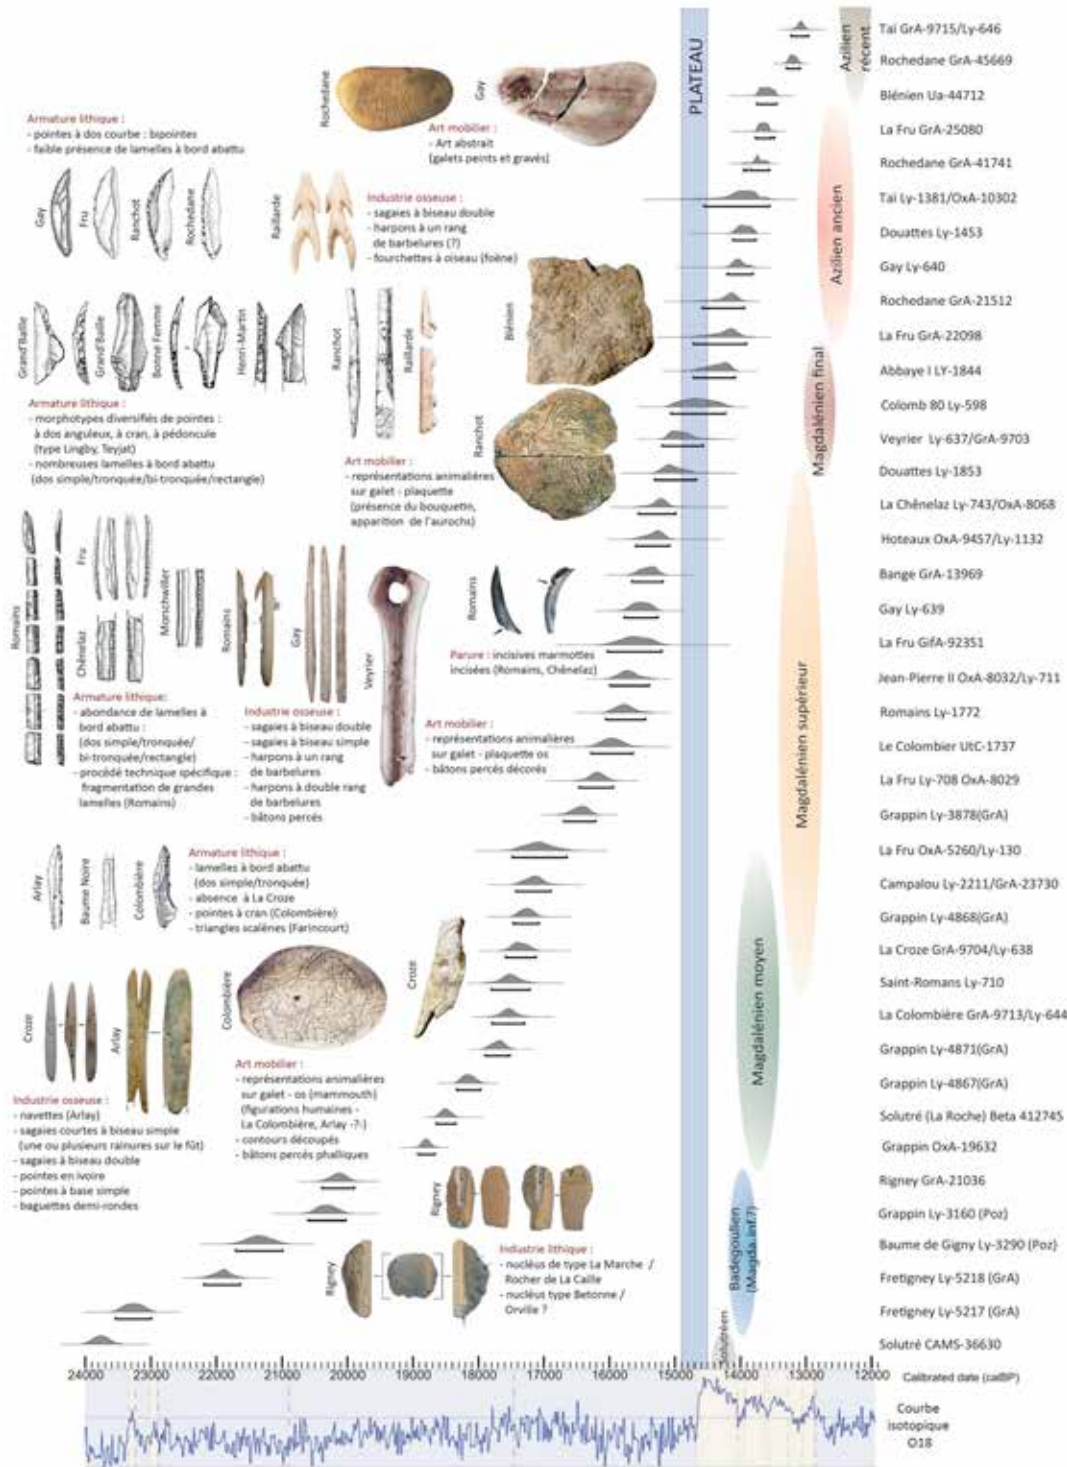 Taï GrA-9715/Ly-646
Rochedane GrA-45669
Blénien Ua-44712
La Fru GrA-25080
Rochedane GrA-41741
Taï Ly-1381/OxA-10302
Douattes Ly-1453
Gay Ly-640
Rochedane GrA-21512
La Fru GrA-22098
Abbaye I LY-1844
Colomb 80 Ly-598
Veyrier Ly-637/GrA-9703
Douattes Ly-1853
La Chênelaz Ly-743/OxA-8068
Hoteaux OxA-9457/Ly-1132
Bange GrA-13969
Gay Ly-639
La Fru GifA-92351
Jean-Pierre II OxA-8032/Ly-711
Romains Ly-1772
Le Colombier UtC-1737
La Fru Ly-708 OxA-8029
Grappin Ly-3878(GrA)
La Fru OxA-5260/Ly-130
Campalou Ly-2211/GrA-23730
Grappin Ly-4868(GrA)
La Croze GrA-9704/Ly-638
Saint-Romans Ly-710
La Colombière GrA-9713/Ly-644
Grappin Ly-4871(GrA)
Grappin Ly-4867(GrA)
Solutré (La Roche) Beta 412745
Grappin OxA-19632
Rigney GrA-21036
Grappin Ly-3160 (Poz)
Baume de Gigny Ly-3290 (Poz)
Fretigney Ly-5218 (GrA)
Fretigney Ly-5217 (GrA)
Solutré CAMS-36630
Azilien
récent
Azilien ancien
Magdalénien final
Magdalénien supérieur
Magdalénien moyen
Badegoulien
(Magda.inf.?)
Solutréen
PLATEAU
Rochedane
Gay
Art mobilier :
- Art abstrait
(galets peints et gravés)
Armature lithique :
- pointes à dos courbe : bipointes
- faible présence de lamelles à bord abattu
Gay
Fru
Ranchot
Rochedane
Raillarde
Industrie osseuse :
- sagaies à biseau double
- harpons à un rang
de barbelures (?)
- fourchettes à oiseau (foëne)
Grand'Baille
Grand'Baille
Bonne Femme
Henri-Martin
Ranchot
Raillarde
Blénien
Ranchot
Armature lithique :
- morphotypes diversifiés de pointes :
à dos anguleux, à cran, à pédoncule
(type Lingby, Teyjat)
- nombreuses lamelles à bord abattu
(dos simple/tronquée/bi-tronquée/rectangle)
Art mobilier :
- représentations animalières
sur galet - plaquette
(présence du bouquetin,
apparition de l'aurochs)
Romains
Fru
Chênelaz
Morschwiller
Romains
Gay
Veyrier
Romains
Parure : incisives marmottes
incisées (Romains, Chênelaz)
Armature lithique:
- abondance de lamelles à
bord abattu :
(dos simple/tronquée/
bi-tronquée/rectangle)
- procédé technique spécifique :
fragmentation de grandes
lamelles (Romains)
Industrie osseuse :
- sagaies à biseau double
- sagaies à biseau simple
- harpons à un rang
de barbelures
- harpons à double rang
de barbelures
- bâtons percés
Art mobilier :
- représentations animalières
sur galet - plaquette os
- bâtons percés décorés
Arlay
Baume Noire
Colombière
Armature lithique :
- lamelles à bord abattu
(dos simple/tronquée)
- absence à La Croze
- pointes à cran (Colombière)
- triangles scalènes (Farincourt)
Croze
Arlay
Colombière
Croze
Industrie osseuse :
- navettes (Arlay)
- sagaies courtes à biseau simple
(une ou plusieurs rainures sur le fût)
- sagaies à biseau double
- pointes en ivoire
- pointes à base simple
- baguettes demi-rondes
Art mobilier :
- représentations animalières
sur galet - os (mammouth)
(figurations humaines -
La Colombière, Arlay -?-)
- contours découpés
- bâtons percés phalliques
Rigney
Rigney
Industrie lithique :
- nucléus de type La Marche /
Rocher de La Caille
- nucléus type Betonne /
Orville ?
24000 23000 22000 21000 20000 19000 18000 17000 16000 15000 14000 13000 12000
Calibrated date (calBP)
Courbe
isotopique
O18